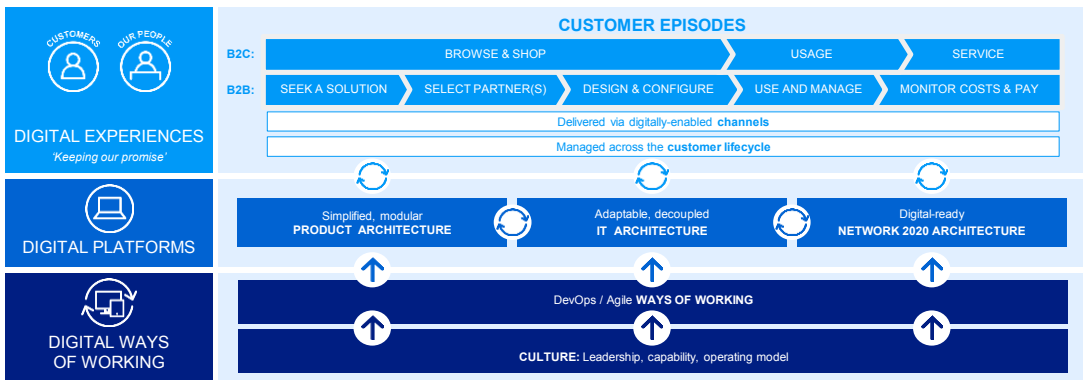 CUSTOMERS
OUR PEOPLE
DIGITAL EXPERIENCES
'Keeping our promise'
CUSTOMER EPISODES
B2C:
BROWSE & SHOP
USAGE
SERVICE
B2B:
SEEK A SOLUTION
SELECT PARTNER(S)
DESIGN & CONFIGURE
USE AND MANAGE
MONITOR COSTS & PAY
Delivered via digitally-enabled channels
Managed across the customer lifecycle
DIGITAL PLATFORMS
Simplified, modular
PRODUCT ARCHITECTURE
Adaptable, decoupled
IT ARCHITECTURE
Digital-ready
NETWORK 2020 ARCHITECTURE
DIGITAL WAYS
OF WORKING
DevOps / Agile WAYS OF WORKING
CULTURE: Leadership, capability, operating model